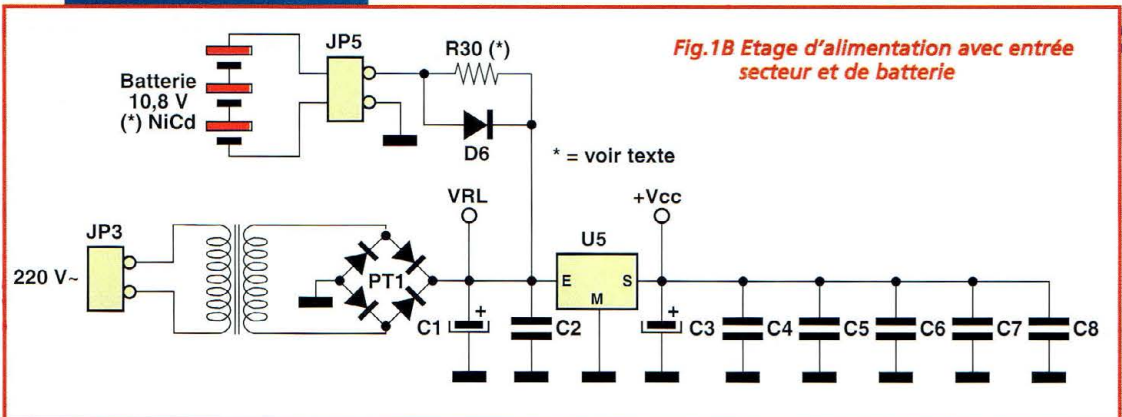 Fig.1B Etage d'alimentation avec entrée
secteur et de batterie
JP5
R30 (*)
Batterie
10,8 V
(*) NiCd
D6
* = voir texte
VRL
+Vcc
JP3
U5
220 V~
PT1
E
S
M
+
+
C1
C2
C3
C4
C5
C6
C7
C8